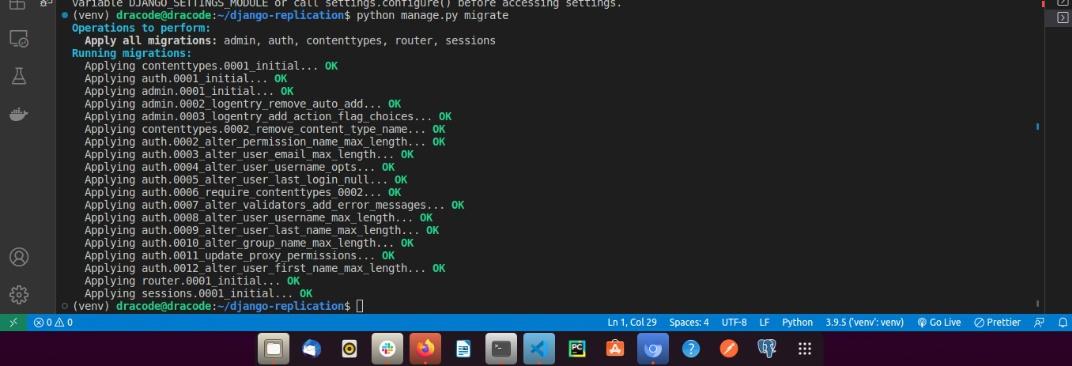 variable DJANGO_SETTINGS_MODULE or call settings.configure() before accessing settings.
(venv) dracode@dracode:~/django-replication$ python manage.py migrate
Operations to perform:
Apply all migrations: admin, auth, contenttypes, router, sessions
Running migrations:
Applying contenttypes.0001_initial... OK
Applying auth.0001_initial... OK
Applying admin.0001_initial... OK
Applying admin.0002_logentry_remove_auto_add... OK
Applying admin.0003_logentry_add_action_flag_choices... OK
Applying contenttypes.0002_remove_content_type_name... OK
Applying auth.0002_alter_permission_name_max_length... OK
Applying auth.0003_alter_user_email_max_length... OK
Applying auth.0004_alter_user_username_opts... OK
Applying auth.0005_alter_user_last_login_null... OK
Applying auth.0006_require_contenttypes_0002... OK
Applying auth.0007_alter_validators_add_error_messages... OK
Applying auth.0008_alter_user_username_max_length... OK
Applying auth.0009_alter_user_last_name_max_length... OK
Applying auth.0010_alter_group_name_max_length... OK
Applying auth.0011_update_proxy_permissions... OK
Applying auth.0012_alter_user_first_name_max_length... OK
Applying router.0001_initial... OK
Applying sessions.0001_initial... OK
(venv) dracode@dracode:~/django-replication$
0 0 Ln 1, Col 29 Spaces: 4 UTF-8 LF Python 3.9.5 ('venv': venv) Go Live Prettier
PC